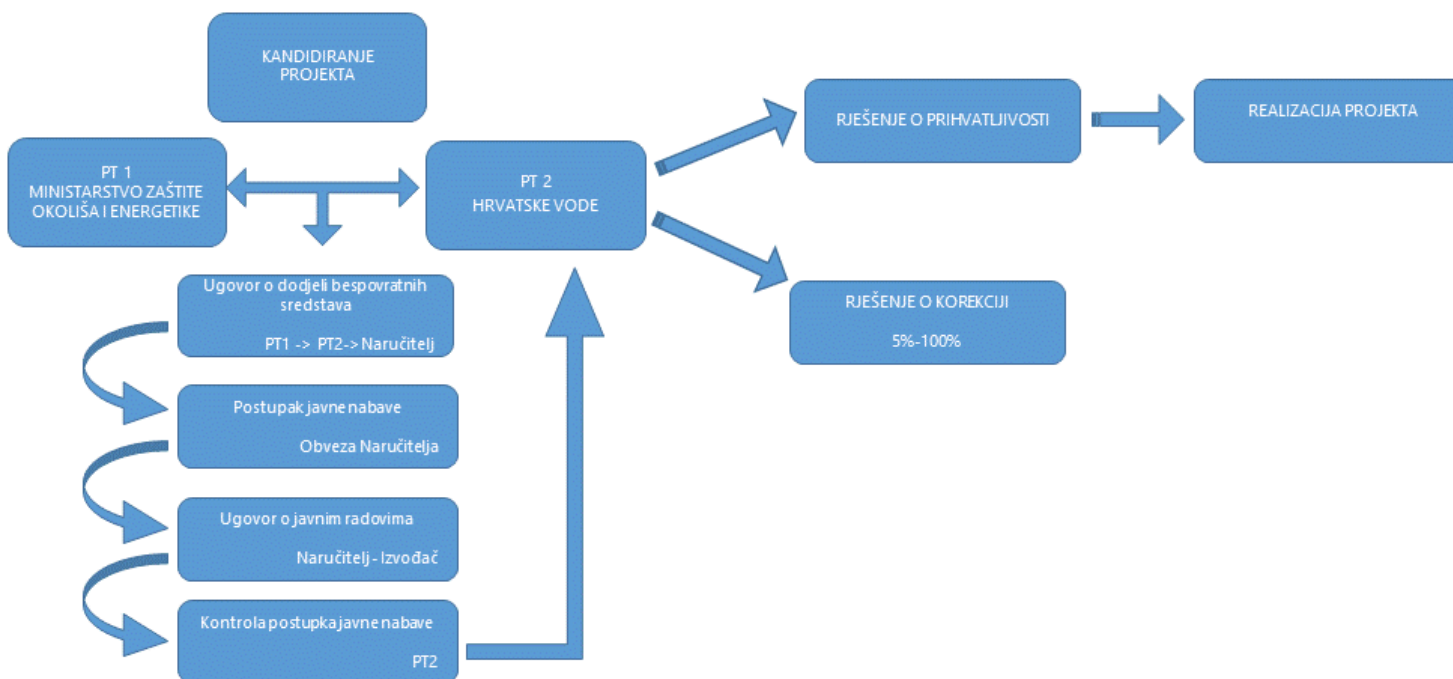 KANDIDIRANJE
PROJEKTA
PT 1
MINISTARSTVO ZAŠTITE
OKOLIŠA I ENERGETIKE
PT 2
HRVATSKE VODE
RJEŠENJE O PRIHVATLJIVOSTI
REALIZACIJA PROJEKTA
RJEŠENJE O KOREKCIJI
5%-100%
Ugovor o dodjeli bespovratnih
sredstava
PT1 -> PT2-> Naručitelj
Postupak javne nabave
Obveza Naručitelja
Ugovor o javnim radovima
Naručitelj - Izvođač
Kontrola postupka javne nabave
PT2